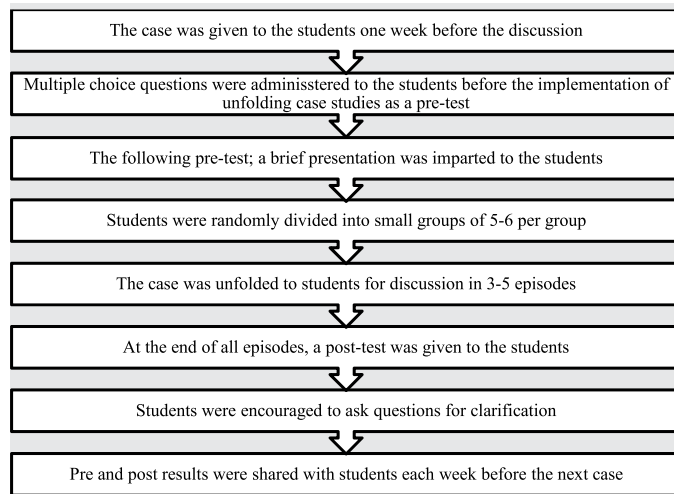 The case was given to the students one week before the discussion
Multiple choice questions were adminisstered to the students before the implementation of
unfolding case studies as a pre-test
The following pre-test; a brief presentation was imparted to the students
Students were randomly divided into small groups of 5-6 per group
The case was unfolded to students for discussion in 3-5 episodes
At the end of all episodes, a post-test was given to the students
Students were encouraged to ask questions for clarification
Pre and post results were shared with students each week before the next case